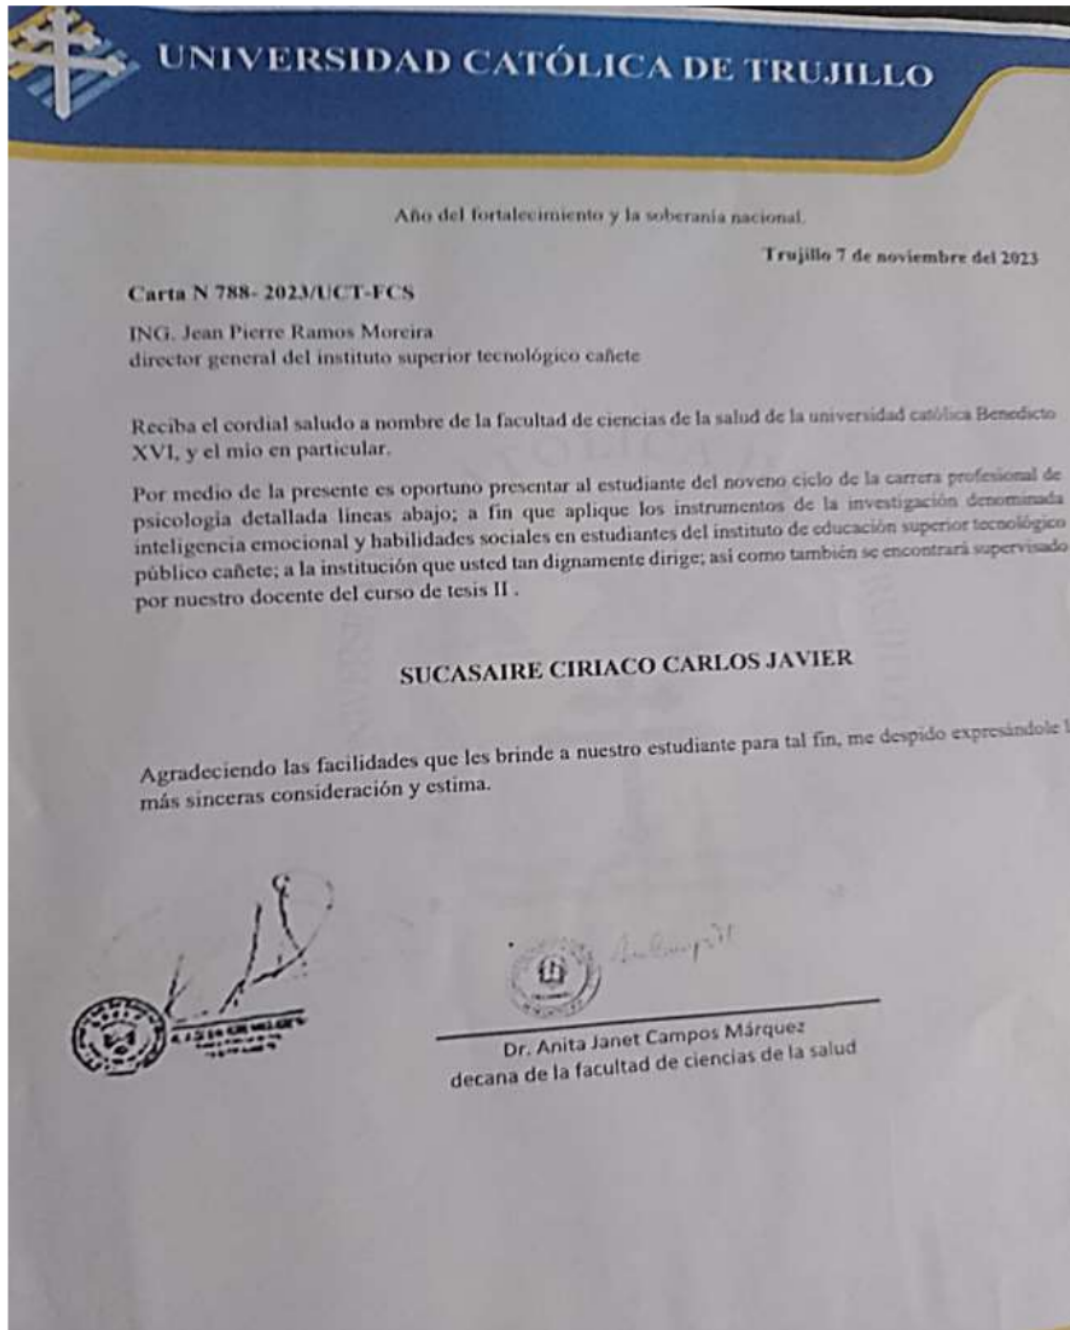 UNIVERSIDAD CATÓLICA DE TRUJILLO
Año del fortalecimiento y la soberanía nacional.
Trujillo 7 de noviembre del 2023
Carta N 788- 2023/UCT-FCS
ING. Jean Pierre Ramos Moreira
director general del instituto superior tecnológico cañete
Reciba el cordial saludo a nombre de la facultad de ciencias de la salud de la universidad católica Benedicto
XVI, y el mio en particular.
Por medio de la presente es oportuno presentar al estudiante del noveno ciclo de la carrera profesional de
psicología detallada líneas abajo; a fin que aplique los instrumentos de la investigación denominada
inteligencia emocional y habilidades sociales en estudiantes del instituto de educación superior tecnológico
público cañete; a la institución que usted tan dignamente dirige; así como también se encontrará supervisado
por nuestro docente del curso de tesis II .
SUCASAIRE CIRIACO CARLOS JAVIER
Agradeciendo las facilidades que les brinde a nuestro estudiante para tal fin, me despido expresándole
más sinceras consideración y estima.
Dr. Anita Janet Campos Márquez
decana de la facultad de ciencias de la salud